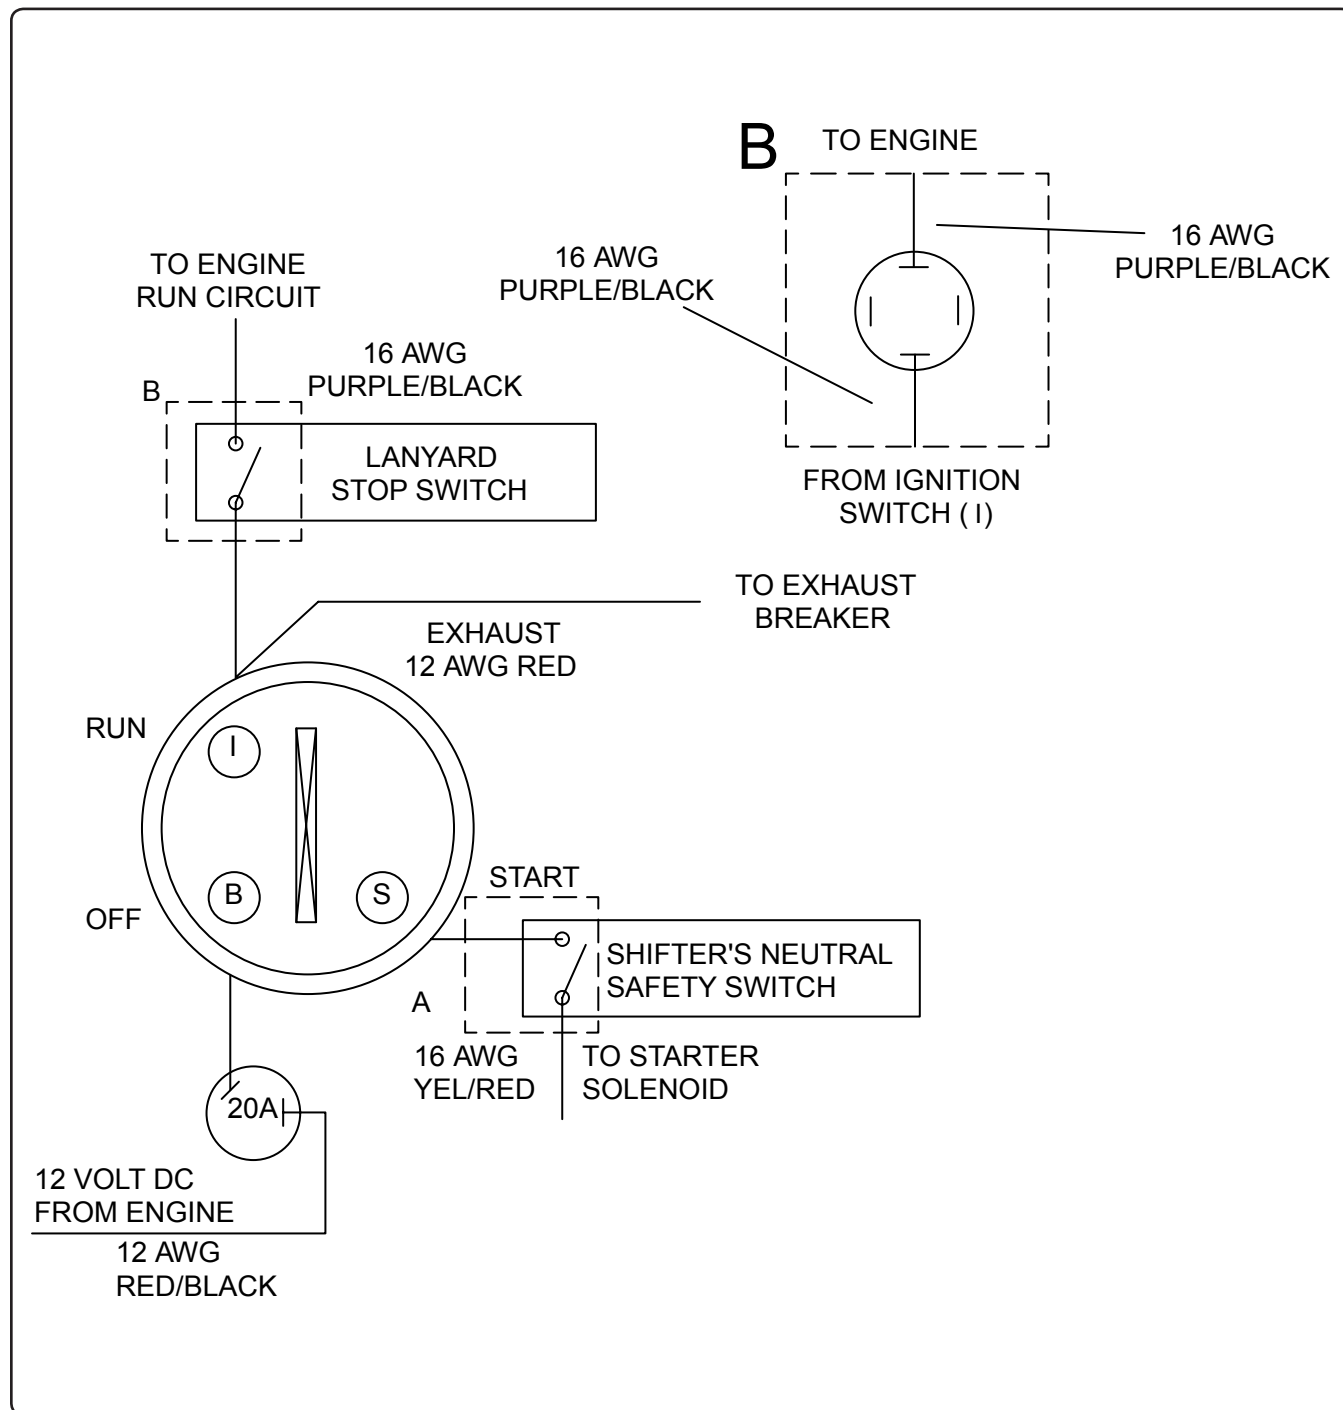 B
TO ENGINE
16 AWG
PURPLE/BLACK
16 AWG
PURPLE/BLACK
TO ENGINE
RUN CIRCUIT
16 AWG
PURPLE/BLACK
B
LANYARD
STOP SWITCH
FROM IGNITION
SWITCH ( I )
TO EXHAUST
BREAKER
EXHAUST
12 AWG RED
RUN
I
B
S
OFF
START
SHIFTER'S NEUTRAL
SAFETY SWITCH
A
16 AWG
YEL/RED
TO STARTER
SOLENOID
20A
12 VOLT DC
FROM ENGINE
12 AWG
RED/BLACK